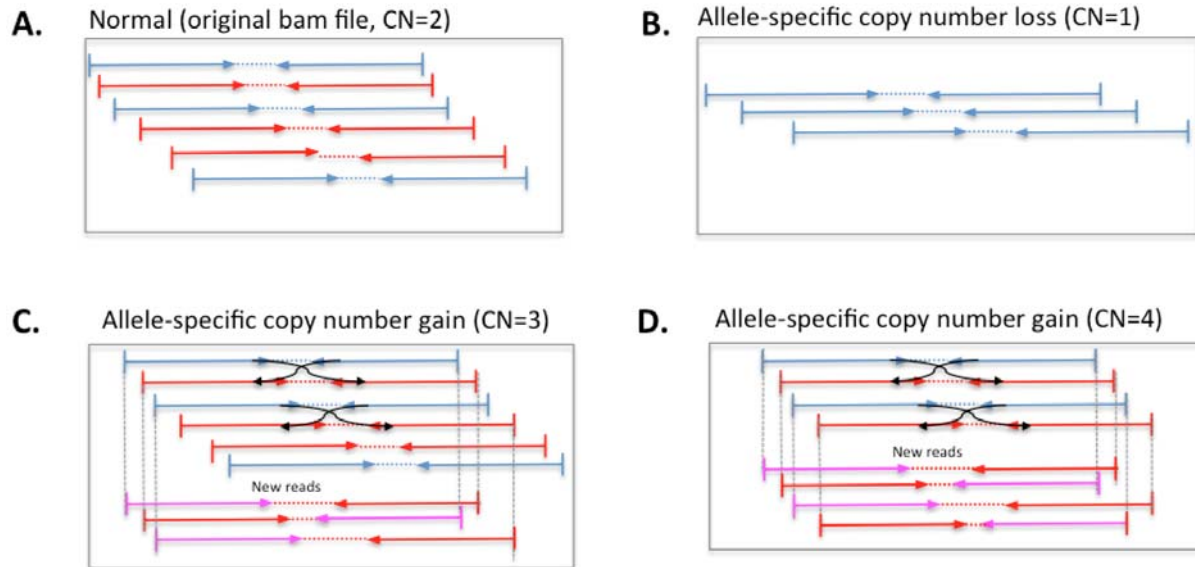 A. Normal (original bam file, CN=2)
B. Allele-specific copy number loss (CN=1)
C. Allele-specific copy number gain (CN=3)
New reads
D. Allele-specific copy number gain (CN=4)
New reads